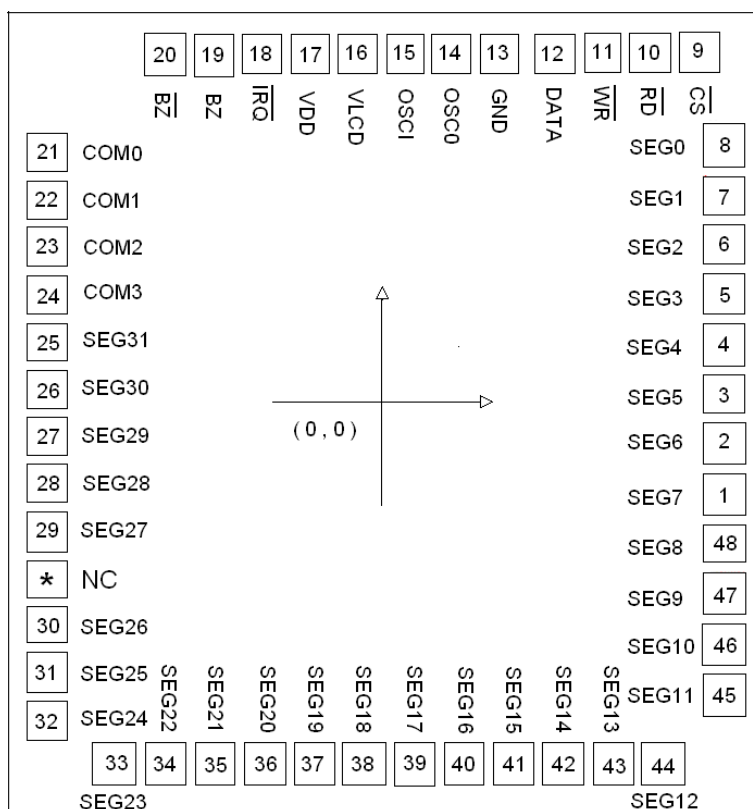 20 19 18 17 16 15 14 13 12 11 10 9
BZ BZ IRQ VDD VLCD OSCI OSC0 GND DATA WR RD CS
21 COM0 SEG0 8
22 COM1 SEG1 7
23 COM2 SEG2 6
24 COM3 SEG3 5
25 SEG31 SEG4 4
26 SEG30 SEG5 3
(0,0)
27 SEG29 SEG6 2
28 SEG28 SEG7 1
29 SEG27 SEG8 48
* NC SEG9 47
30 SEG26 SEG10 46
31 SEG25 SEG11 45
32 SEG24
SEG22 SEG21 SEG20 SEG19 SEG18 SEG17 SEG16 SEG15 SEG14 SEG13
33 34 35 36 37 38 39 40 41 42 43 44
SEG23 SEG12